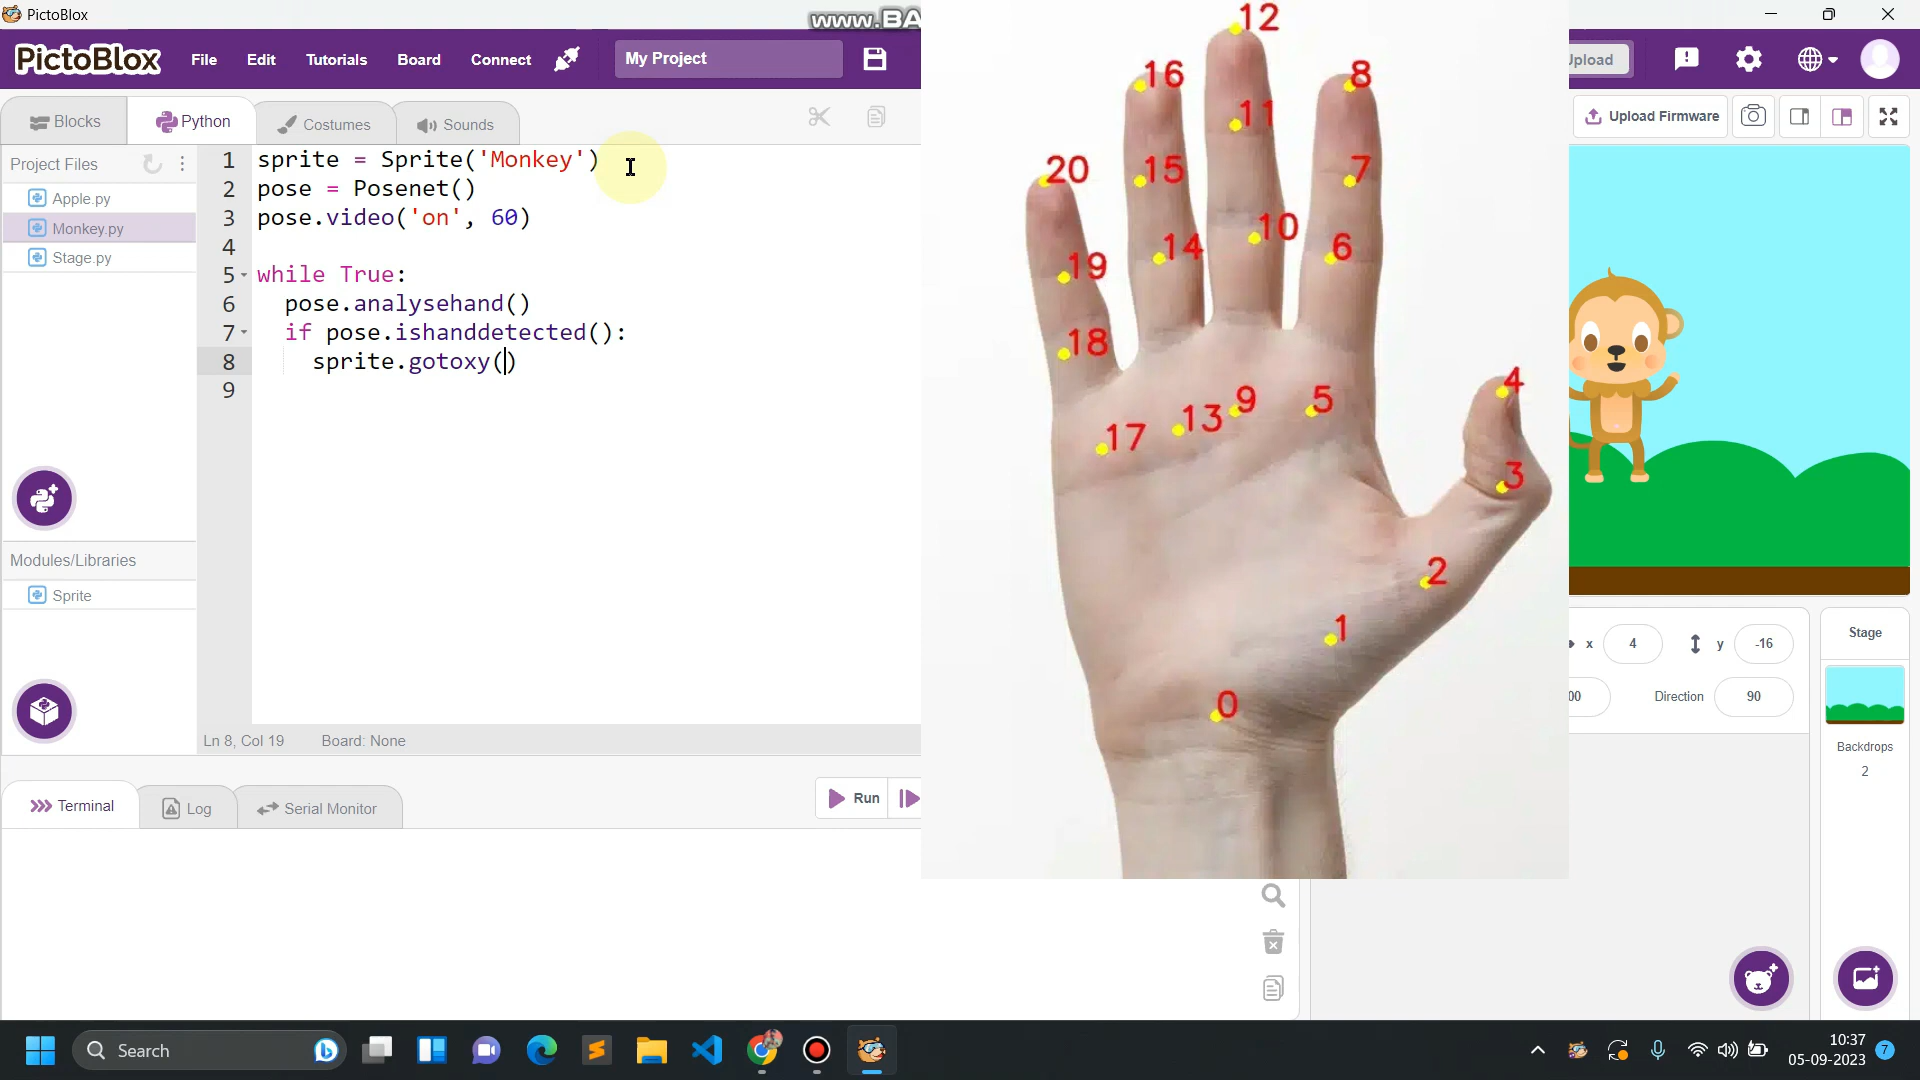 PictoBlox
www.BA
PictoBlox
File
Edit
Tutorials
Board
Connect
My Project
Upload
Blocks
Python
Costumes
Sounds
Upload Firmware
Project Files
Apple.py
Monkey.py
Stage.py
Modules/Libraries
Sprite
1 sprite = Sprite('Monkey')
2 pose = Posenet()
3 pose.video('on', 60)
4
5 while True:
6 pose.analysehand()
7 if pose.ishanddetected():
8 sprite.gotoxy()
9
Ln 8, Col 19 Board: None
12
16
8
11
20
15
7
10
14
6
19
18
4
9
5
13
17
3
2
1
0
x 4 y -16
00 Direction 90
Stage
Backdrops
2
Terminal
Log
Serial Monitor
Run
Search
10:37
05-09-2023
7